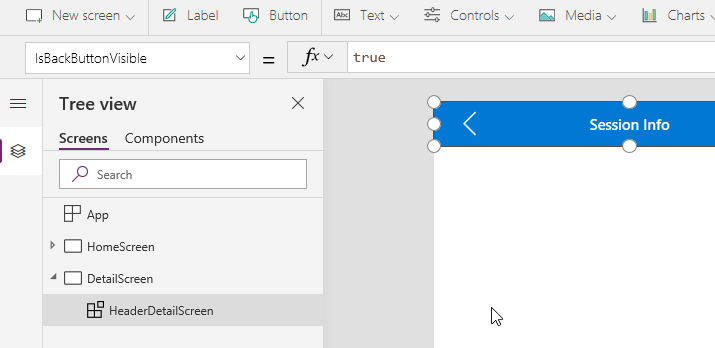 New screen Label Button Text Controls Media Charts
IsBackButtonVisible = fx true
Tree view
Screens Components
Search
App
HomeScreen
DetailScreen
HeaderDetailScreen
Session Info